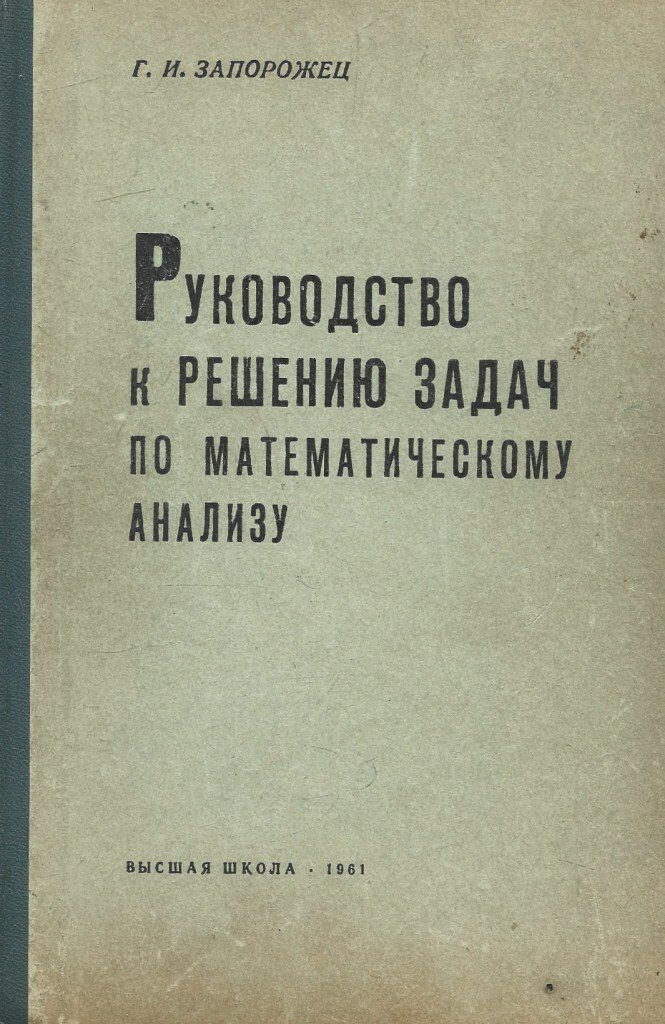 Г. И. ЗАПОРОЖЕЦ
РУКОВОДСТВО
К РЕШЕНИЮ ЗАДАЧ
ПО МАТЕМАТИЧЕСКОМУ
АНАЛИЗУ
ВЫСШАЯ ШКОЛА · 1961